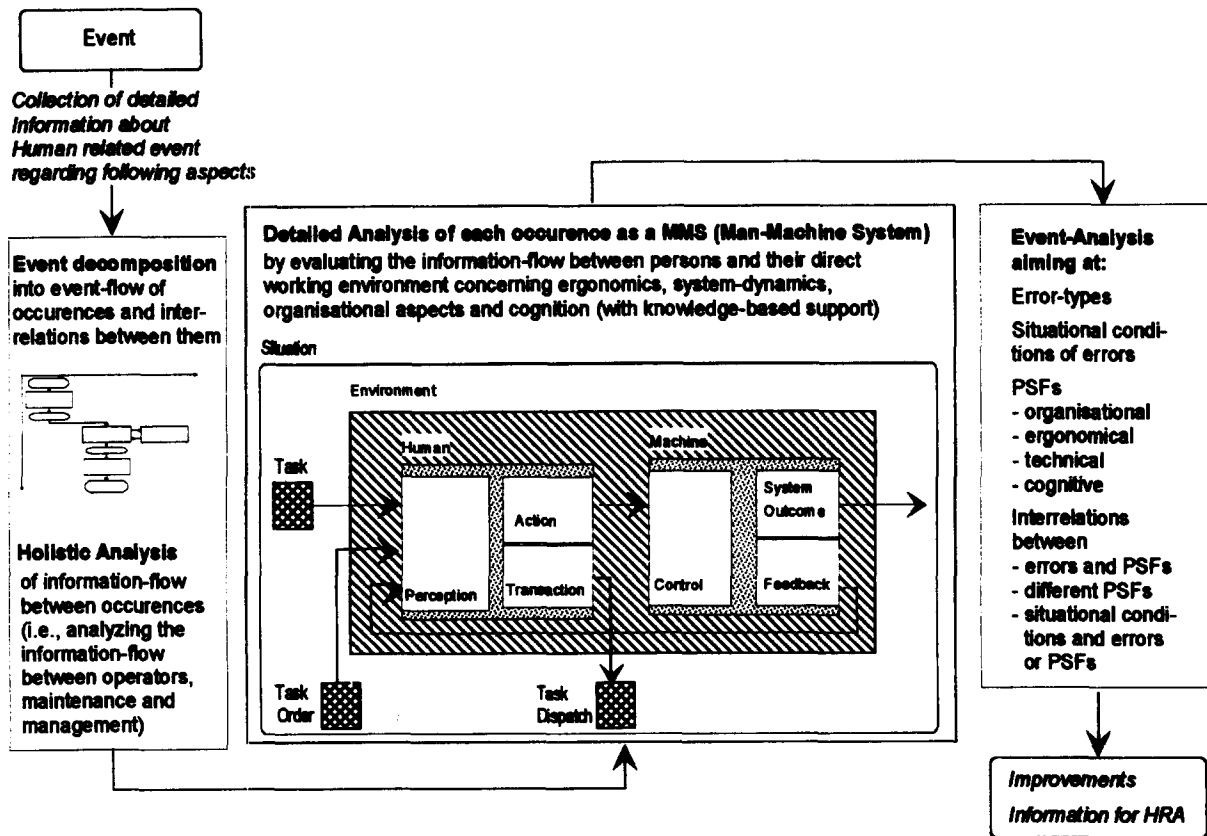 Event
Collection of detailed
Information about
Human related event
regarding following aspects
Event decomposition
into event-flow of
occurences and inter-
relations between them
Holistic Analysis
of information-flow
between occurences
(i.e., analyzing the
information-flow
between operators,
maintenance and
management)
Detailed Analysis of each occurence as a MMS (Man-Machine System)
by evaluating the information-flow between persons and their direct
working environment concerning ergonomics, system-dynamics,
organisational aspects and cognition (with knowledge-based support)
Situation
Environment
Human
Machine
Task
System
Outcome
Action
Perception
Transaction
Control
Feedback
Task
Order
Task
Dispatch
Event-Analysis
aiming at:
Error-types
Situational condi-
tions of errors
PSFs
- organisational
- ergonomical
- technical
- cognitive
Interrelations
between
- errors and PSFs
- different PSFs
- situational condi-
tions and errors
or PSFs
Improvements
Information for HRA